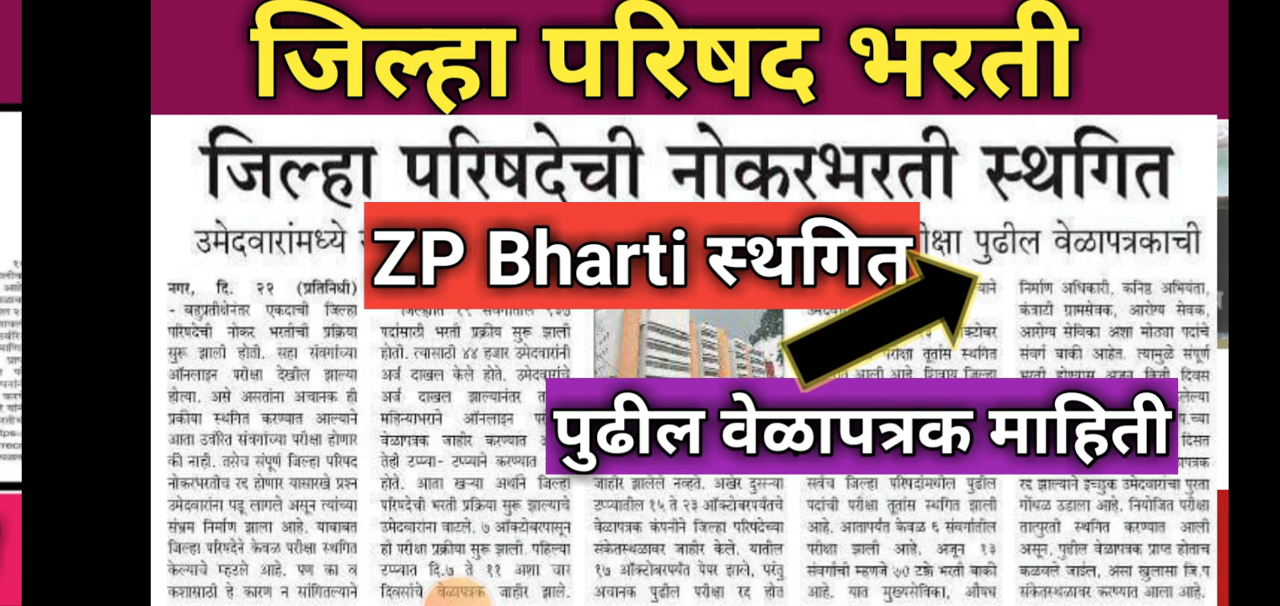 जिल्हा परिषद भरती
जिल्हा परिषदेची नोकरभरती स्थगित
उमेदवारांमध्ये
पुढील वेळापत्रकाची
ZP Bharti स्थगित
पुढील वेळापत्रक माहिती
नगर, दि. २२ (प्रतिनिधी)
- बहुप्रतीक्षेनंतर एकदाची जिल्हा
परिषदेची नोकर भरतीची प्रक्रिया
सुरू झाली होती. सहा संवर्गाच्या
ऑनलाइन परीक्षा देखील झाल्या
होत्या. असे असतांना अचानक ही
प्रकीया स्थगित करण्यात आल्याने
आता उर्वरित संवर्गाच्या परीक्षा होणार
की नाही. तसेच संपूर्ण जिल्हा परिषद
नोकरभरतीच रद्द होणार यासारखे प्रश्न
उमेदवारांना पडू लागले असून त्यांच्या
संभ्रम निर्माण झाला आहे. याबाबत
जिल्हा परिषदेने केवळ परीक्षा स्थगित
केल्याचे म्हटले आहे. पण का व
कशासाठी हे कारण न सांगितल्याने
पदांसाठी भरती प्रक्रीय सुरू झाली
होती. त्यासाठी ४४ हजार उमेदवारांनी
अर्ज दाखल केले होते. उमेदवारांचे
अर्ज दाखल झाल्यानंतर
महिन्याभराने ऑनलाइन
वेळापत्रक जाहीर करण्यात
तेही टप्प्या- टप्प्याने करण्यात
होते. आता खऱ्या अर्थाने जिल्हा
परिषदेची भरती प्रक्रिया सुरू झाल्याचे
उमेदवारांना वाटले. ७ ऑक्टोबरपासून
ही परीक्षा प्रक्रीया सुरू झाली. पहिल्या
टप्प्यात दि.७ ते ११ अशा चार
दिवसांचे वेळापत्रक जाहीर झाले.
जाहीर झालेले नव्हते. अखेर दुसऱ्या
टप्प्यातील १५ ते २३ ऑक्टोबरपर्यंतचे
वेळापत्रक कंपनीने जिल्हा परिषदेच्या
संकेतस्थळावर जाहीर केले. यातील
१७ ऑक्टोबरपर्यंत पेपर झाले, परंतु
अचानक पुढील परीक्षा रद्द होत
परीक्षा तूर्तास स्थगित
आली आहे. शिवाय जिल्हा
सर्वच जिल्हा परिषदांमधील पुढील
पदांची परीक्षा तूर्तास स्थगित झाली
आहे. आतापर्यंत केवळ ६ संवर्गातील
परीक्षा झाली आहे. अजून १३
संवर्गाची म्हणजे ७० टक्के भरती बाकी
आहे. यात मुख्यसेविका, औषध
निर्माण अधिकारी, कनिष्ठ अभियंता,
कंत्राटी ग्रामसेवक, आरोग्य सेवक,
आरोग्य सेविका अशा मोठ्या पदांचे
संवर्ग बाकी आहेत. त्यामुळे संपूर्ण
भरती होण्यास अजून किती दिवस
रद्द झाल्याने इच्छुक उमेदवारांचा पुरता
गोंधळ उडाला आहे. नियोजित परीक्षा
तात्पुरती स्थगित करण्यात आली
असून, पुढील वेळापत्रक प्राप्त होताच
कळवले जाईल, असा खुलासा जि.प
संकेतस्थळावर करण्यात आला आहे.